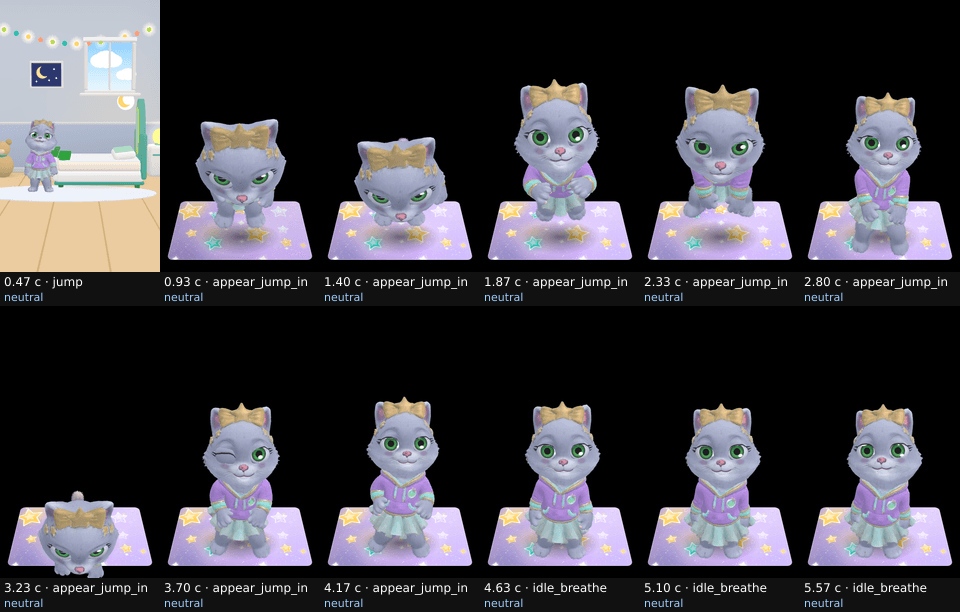 0.47 с · jump
neutral
0.93 с · appear_jump_in
neutral
1.40 с · appear_jump_in
neutral
1.87 с · appear_jump_in
neutral
2.33 с · appear_jump_in
neutral
2.80 с · appear_jump_in
neutral
3.23 с · appear_jump_in
neutral
3.70 с · appear_jump_in
neutral
4.17 с · appear_jump_in
neutral
4.63 с · idle_breathe
neutral
5.10 с · idle_breathe
neutral
5.57 с · idle_breathe
neutral